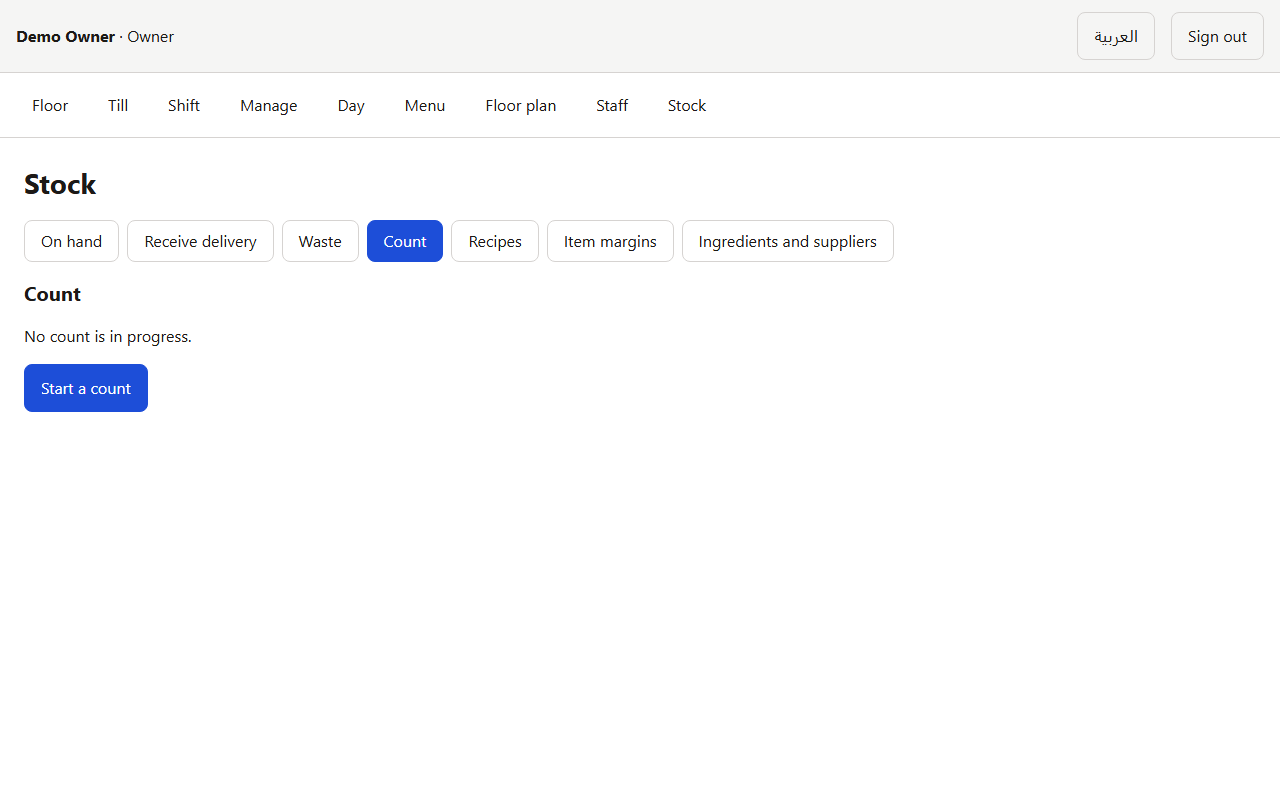 Demo Owner · Owner
العربية
Sign out
Floor
Till
Shift
Manage
Day
Menu
Floor plan
Staff
Stock
Stock
On hand
Receive delivery
Waste
Count
Recipes
Item margins
Ingredients and suppliers
Count
No count is in progress.
Start a count